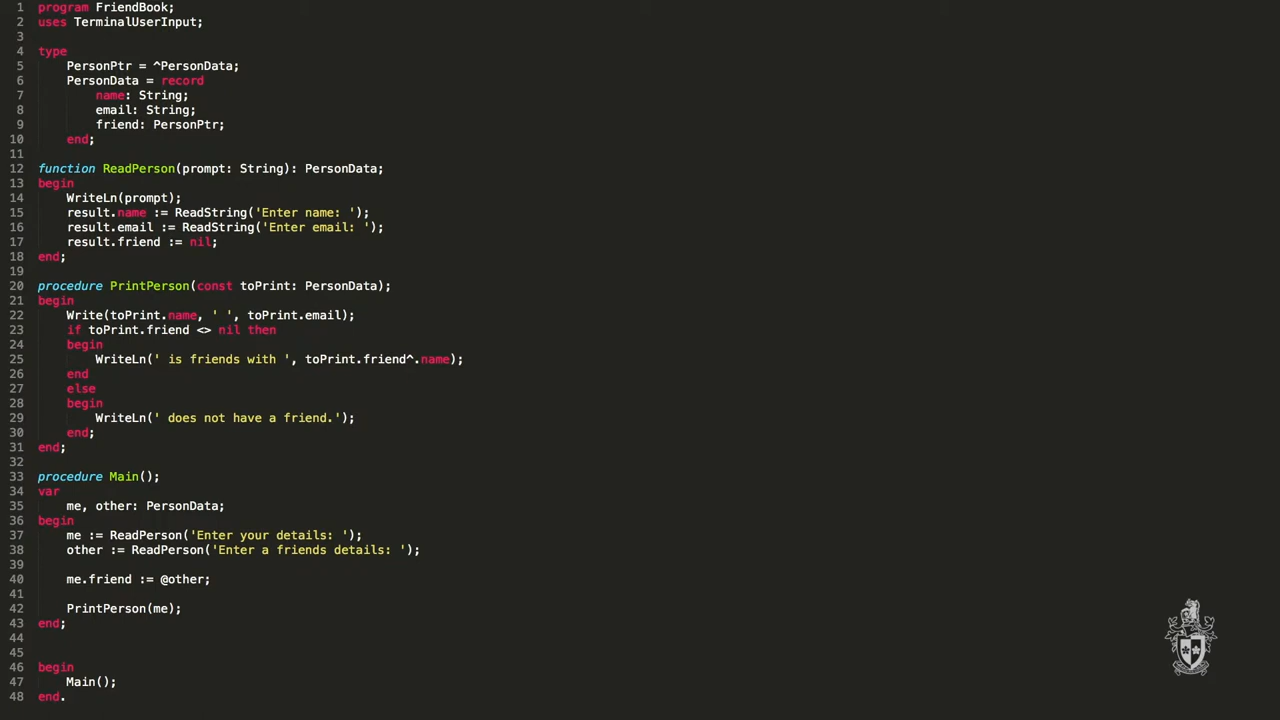 1 program FriendBook;
2 uses TerminalUserInput;
3
4 type
5     PersonPtr = ^PersonData;
6     PersonData = record
7         name: String;
8         email: String;
9         friend: PersonPtr;
10     end;
11
12 function ReadPerson(prompt: String): PersonData;
13 begin
14     WriteLn(prompt);
15     result.name := ReadString('Enter name: ');
16     result.email := ReadString('Enter email: ');
17     result.friend := nil;
18 end;
19
20 procedure PrintPerson(const toPrint: PersonData);
21 begin
22     Write(toPrint.name, ' ', toPrint.email);
23     if toPrint.friend <> nil then
24     begin
25         WriteLn(' is friends with ', toPrint.friend^.name);
26     end
27     else
28     begin
29         WriteLn(' does not have a friend.');
30     end;
31 end;
32
33 procedure Main();
34 var
35     me, other: PersonData;
36 begin
37     me := ReadPerson('Enter your details: ');
38     other := ReadPerson('Enter a friends details: ');
39
40     me.friend := @other;
41
42     PrintPerson(me);
43 end;
44
45
46 begin
47     Main();
48 end.